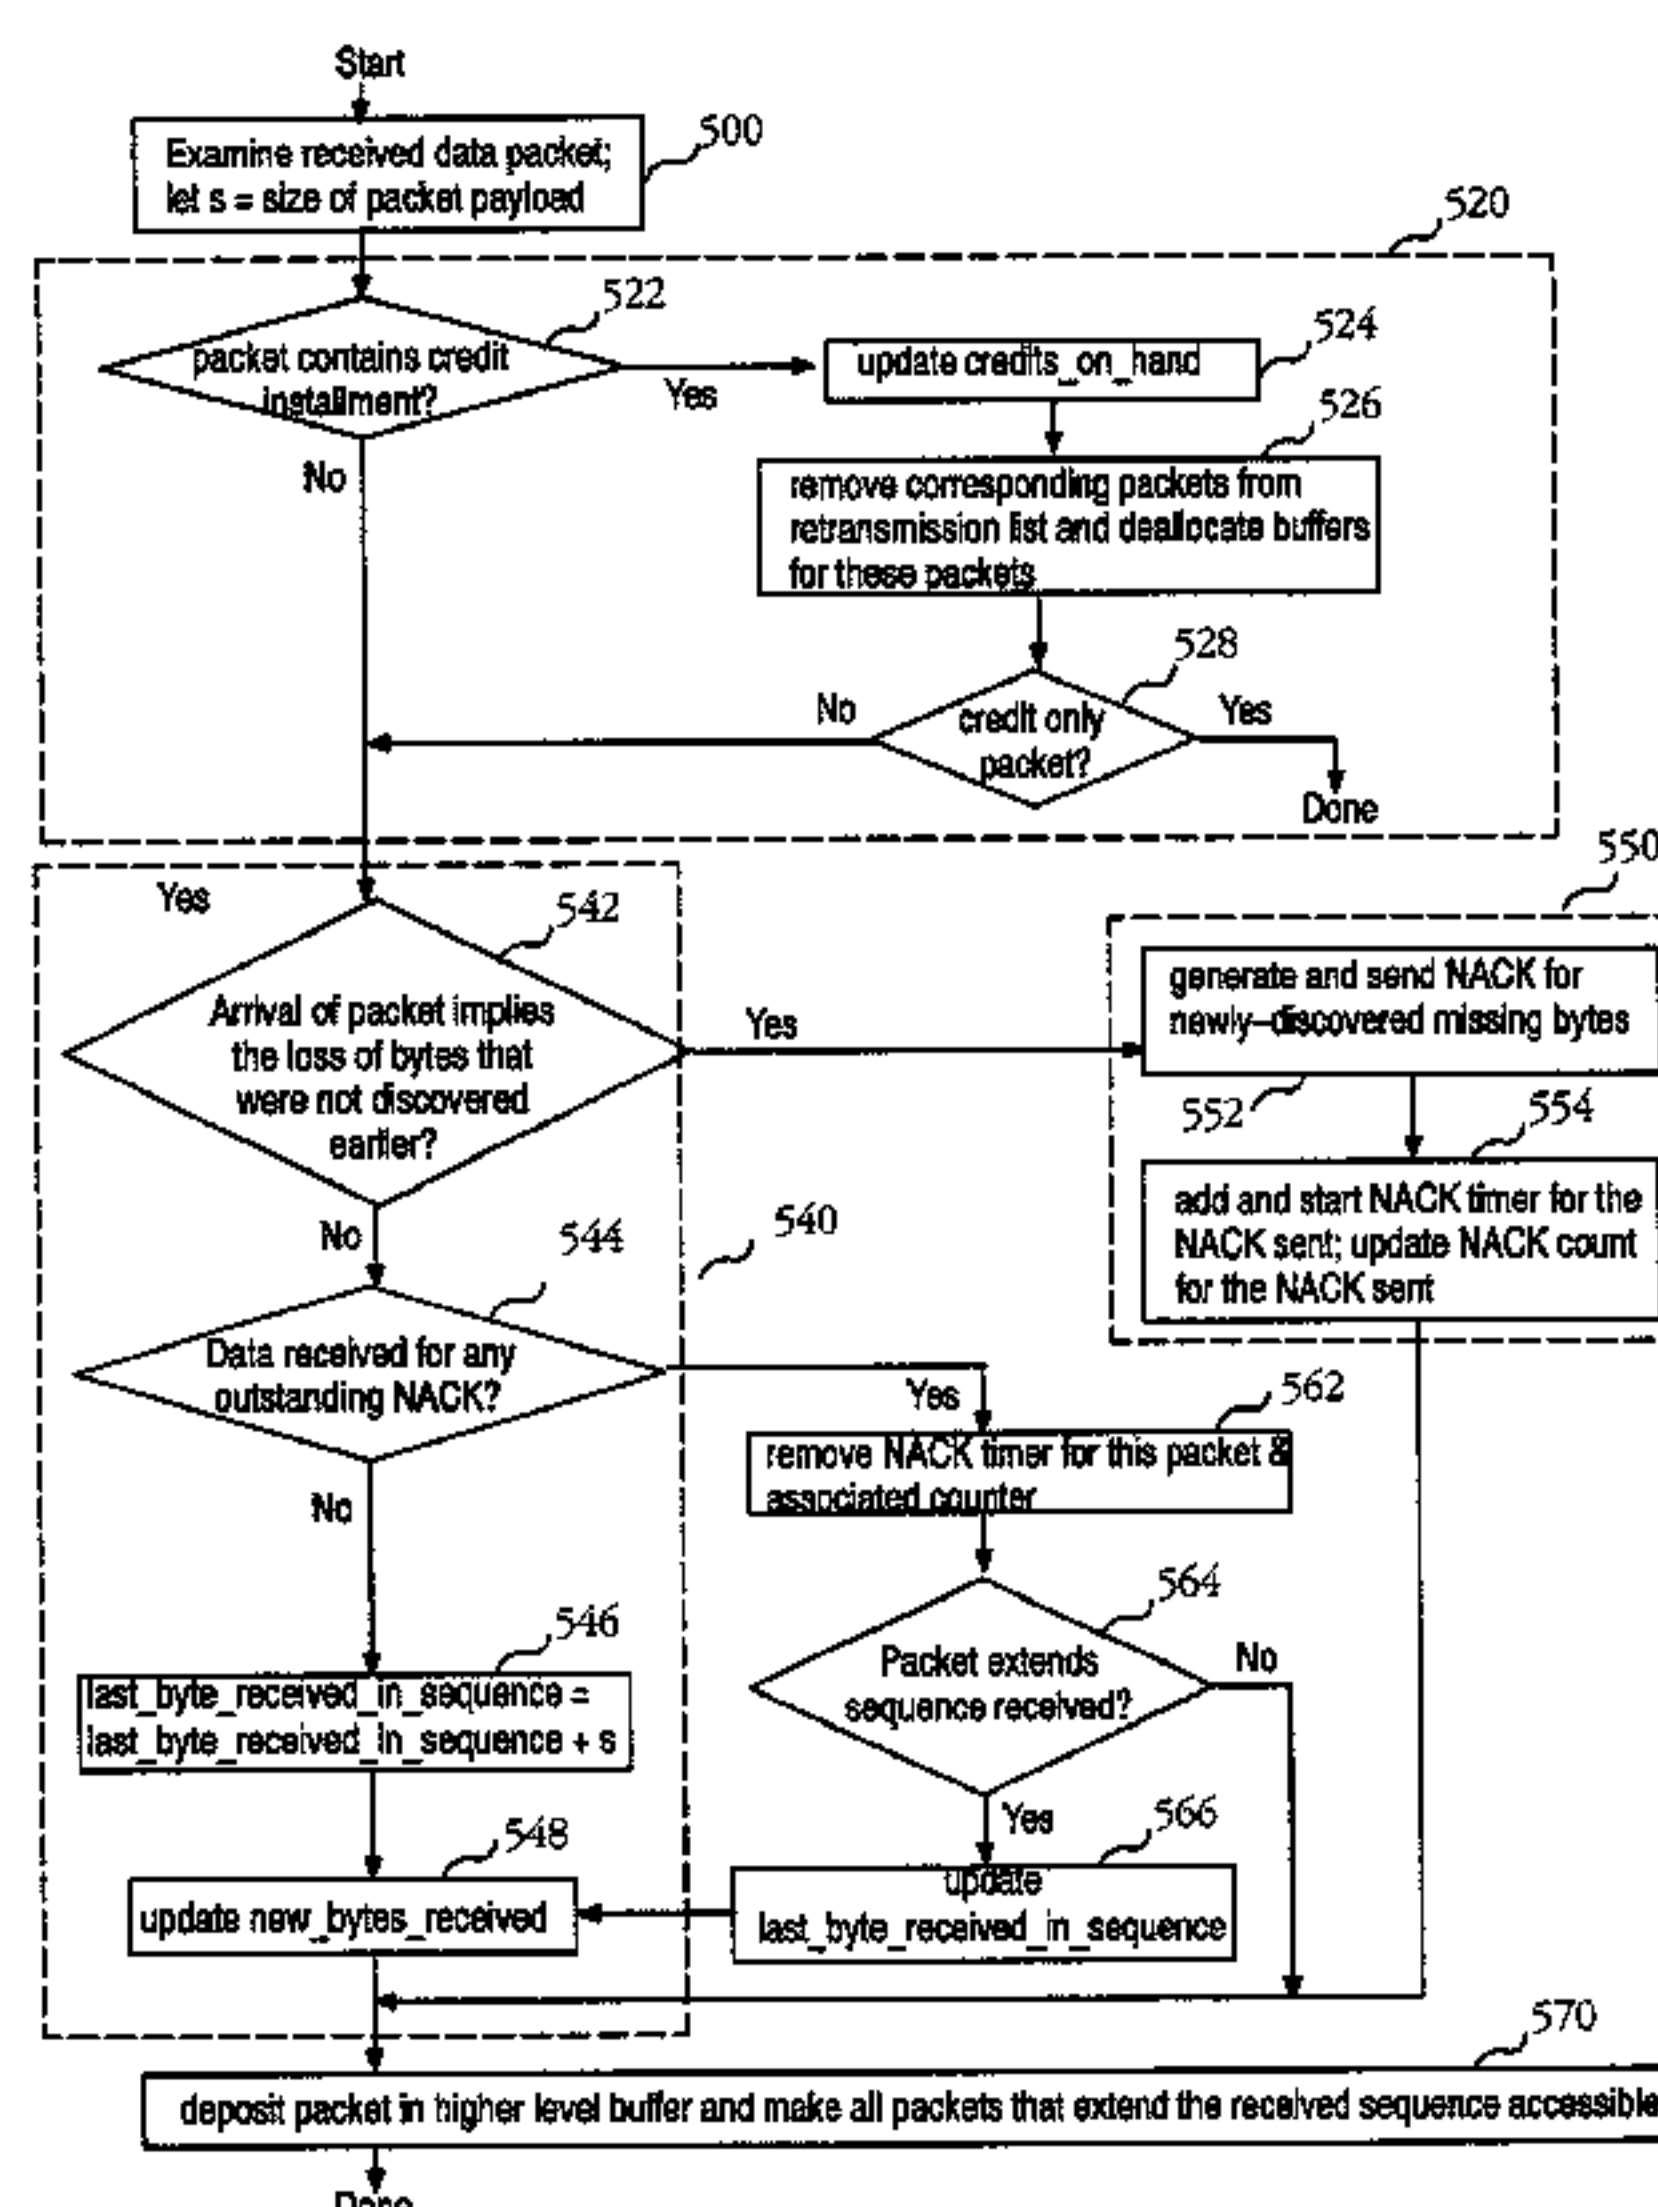 Start
500
Examine received data packet;
let s = size of packet payload
520
522
packet contains credit
installment?
Yes
No
524
update credits_on_hand
526
remove corresponding packets from
retransmission list and deallocate buffers
for these packets
528
credit only
packet?
No
Yes
Done
Yes
542
Arrival of packet implies
the loss of bytes that
were not discovered
earlier?
Yes
No
550
generate and send NACK for
newly-discovered missing bytes
552
554
add and start NACK timer for the
NACK sent; update NACK count
for the NACK sent
540
544
Data received for any
outstanding NACK?
Yes
No
562
remove NACK timer for this packet &
associated counter
564
Packet extends
sequence received?
No
Yes
546
last_byte_received_in_sequence =
last_byte_received_in_sequence + s
548
update new_bytes_received
566
update
last_byte_received_in_sequence
570
deposit packet in higher level buffer and make all packets that extend the received sequence accessible
Done